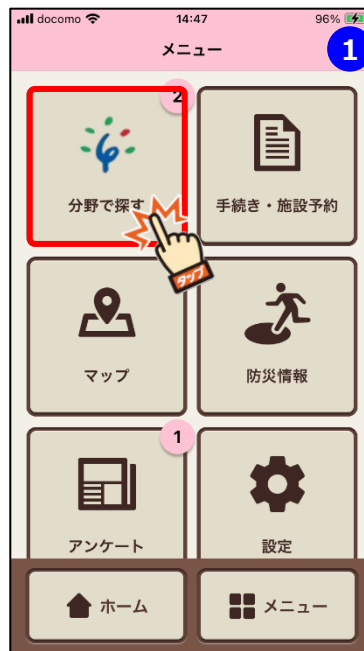 docomo 14:47 96%
メニュー
1
2
分野で探す
手続き・施設予約
タップ
マップ
防災情報
1
アンケート
設定
ホーム
メニュー